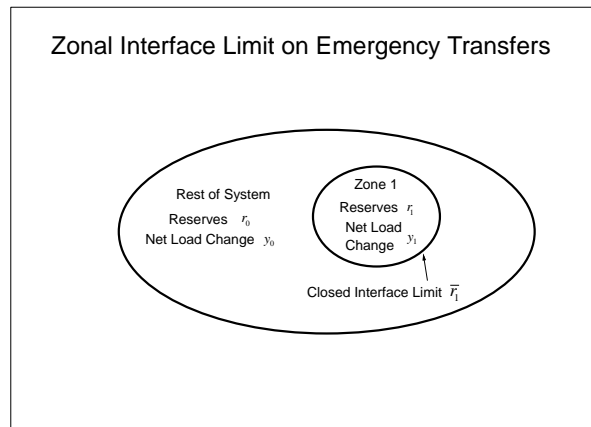 Zonal Interface Limit on Emergency Transfers
Rest of System
Reserves r₀
Net Load Change y₀
Zone 1
Reserves r₁
Net Load
Change y₁
Closed Interface Limit r̅₁